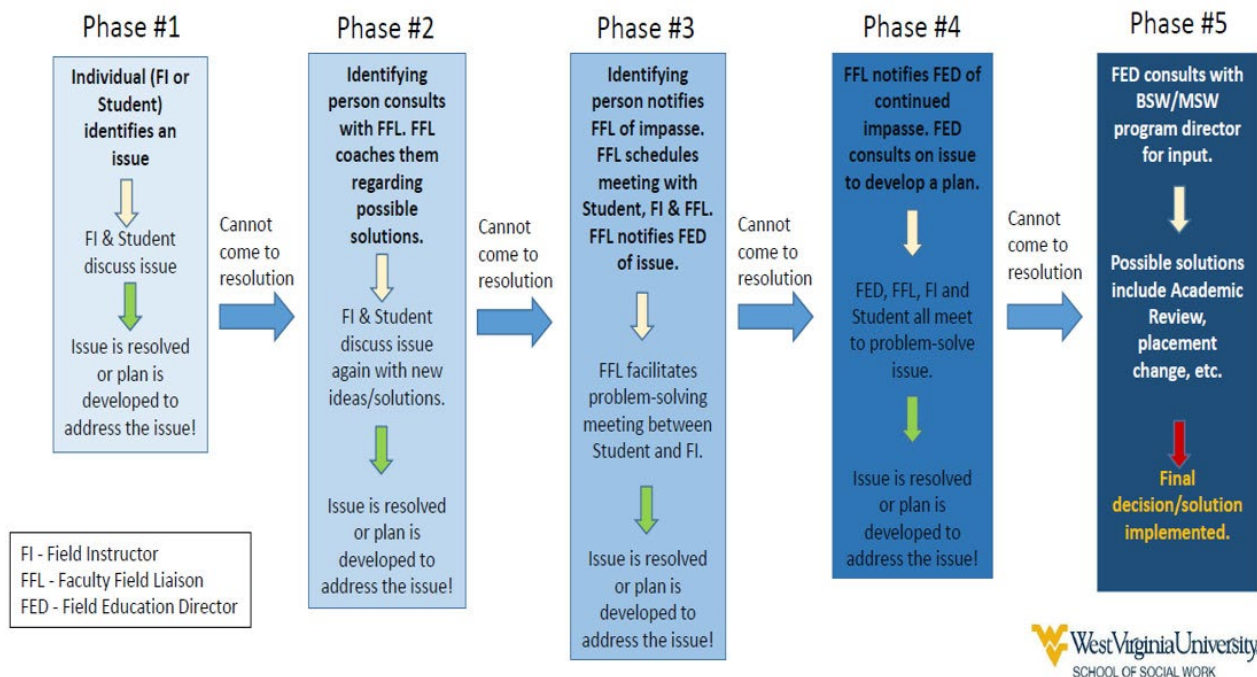 Phase #1
Individual (FI or
Student)
identifies an
issue
FI & Student
discuss issue
Issue is resolved
or plan is
developed to
address the issue!
Cannot
come to
resolution
Phase #2
Identifying
person consults
with FFL. FFL
coaches them
regarding
possible
solutions.
FI & Student
discuss issue
again with new
ideas/solutions.
Issue is resolved
or plan is
developed to
address the issue!
Cannot
come to
resolution
Phase #3
Identifying
person notifies
FFL of impasse.
FFL schedules
meeting with
Student, FI & FFL.
FFL notifies FED
of issue.
FFL facilitates
problem-solving
meeting between
Student and FI.
Issue is resolved
or plan is
developed to
address the issue!
Cannot
come to
resolution
Phase #4
FFL notifies FED of
continued
impasse. FED
consults on issue
to develop a plan.
FED, FFL, FI and
Student all meet
to problem-solve
issue.
Issue is resolved
or plan is
developed to
address the issue!
Cannot
come to
resolution
Phase #5
FED consults with
BSW/MSW
program director
for input.
Possible solutions
include Academic
Review,
placement
change, etc.
Final
decision/solution
implemented.
FI - Field Instructor
FFL - Faculty Field Liaison
FED - Field Education Director
WestVirginiaUniversity
SCHOOL OF SOCIAL WORK